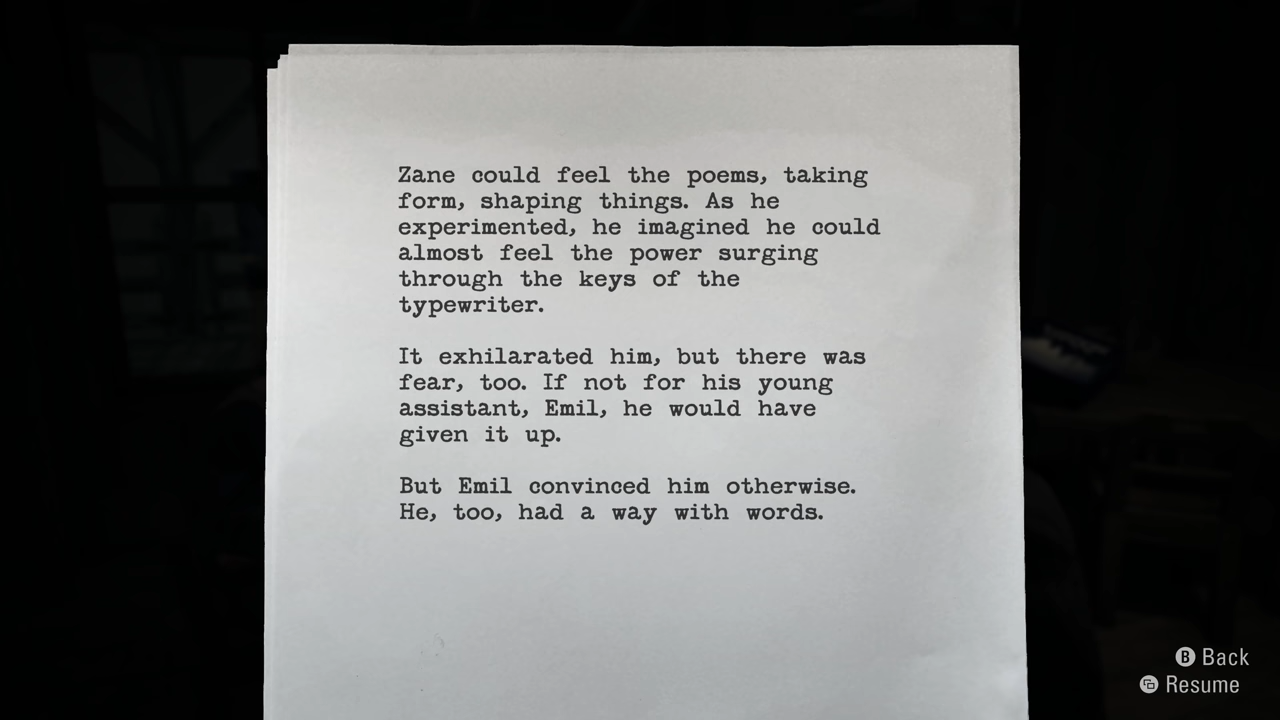 Zane could feel the poems, taking
form, shaping things. As he
experimented, he imagined he could
almost feel the power surging
through the keys of the
typewriter.
It exhilarated him, but there was
fear, too. If not for his young
assistant, Emil, he would have
given it up.
But Emil convinced him otherwise.
He, too, had a way with words.
B Back
Resume